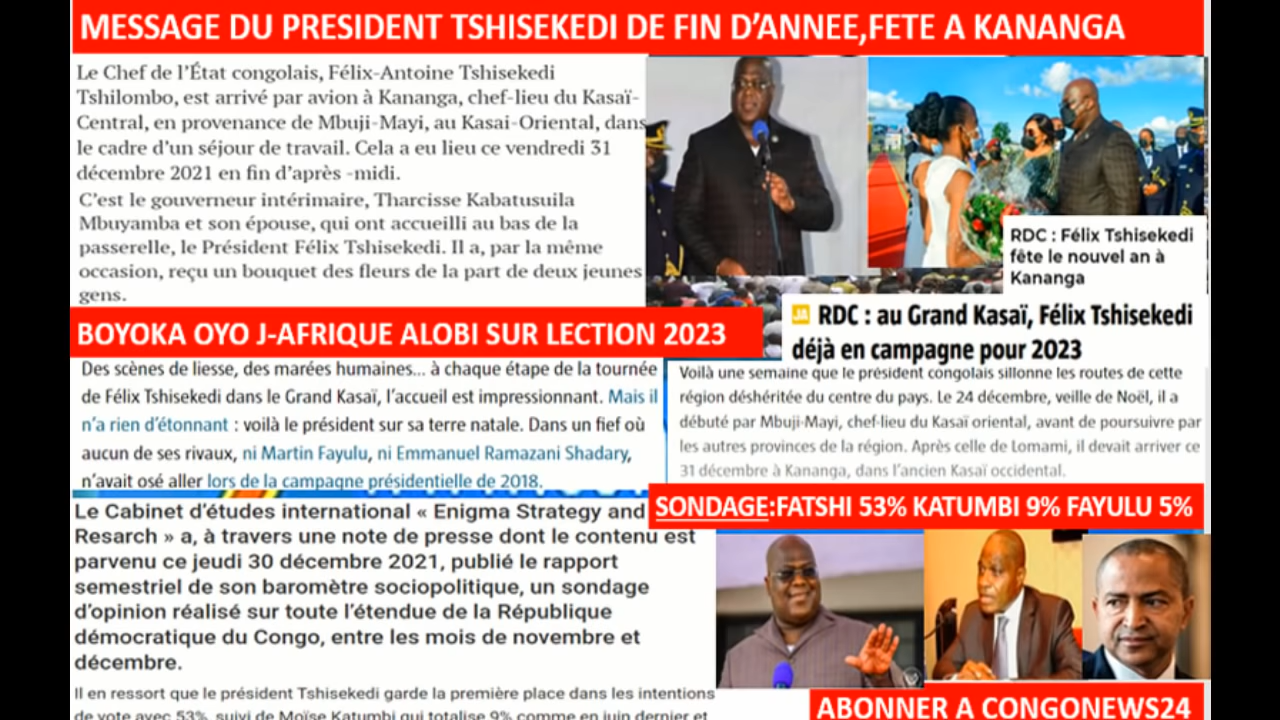 MESSAGE DU PRESIDENT TSHISEKEDI DE FIN D’ANNEE,FETE A KANANGA
Le Chef de l’État congolais, Félix-Antoine Tshisekedi
Tshilombo, est arrivé par avion à Kananga, chef-lieu du Kasaï-
Central, en provenance de Mbuji-Mayi, au Kasai-Oriental, dans
le cadre d’un séjour de travail. Cela a eu lieu ce vendredi 31
décembre 2021 en fin d’après -midi.
C’est le gouverneur intérimaire, Tharcisse Kabatusuila
Mbuyamba et son épouse, qui ont accueilli au bas de la
passerelle, le Président Félix Tshisekedi. Il a, par la même
occasion, reçu un bouquet des fleurs de la part de deux jeunes
gens.
RDC : Félix Tshisekedi
fête le nouvel an à
Kananga
BOYOKA OYO J-AFRIQUE ALOBI SUR LECTION 2023
JA RDC : au Grand Kasaï, Félix Tshisekedi
déjà en campagne pour 2023
Des scènes de liesse, des marées humaines... à chaque étape de la tournée
de Félix Tshisekedi dans le Grand Kasaï, l’accueil est impressionnant. Mais il
n’a rien d’étonnant : voilà le président sur sa terre natale. Dans un fief où
aucun de ses rivaux, ni Martin Fayulu, ni Emmanuel Ramazani Shadary,
n’avait osé aller lors de la campagne présidentielle de 2018.
Voilà une semaine que le président congolais sillonne les routes de cette
région déshéritée du centre du pays. Le 24 décembre, veille de Noël, il a
débuté par Mbuji-Mayi, chef-lieu du Kasaï oriental, avant de poursuivre par
les autres provinces de la région. Après celle de Lomami, il devait arriver ce
31 décembre à Kananga, dans l’ancien Kasaï occidental.
SONDAGE:FATSHI 53% KATUMBI 9% FAYULU 5%
Le Cabinet d’études international « Enigma Strategy and
Resarch » a, à travers une note de presse dont le contenu est
parvenu ce jeudi 30 décembre 2021, publié le rapport
semestriel de son baromètre sociopolitique, un sondage
d’opinion réalisé sur toute l’étendue de la République
démocratique du Congo, entre les mois de novembre et
décembre.
Il en ressort que le président Tshisekedi garde la première place dans les intentions
de vote avec 53%, suivi de Moïse Katumbi qui totalise 9% comme en juin dernier et
ABONNER A CONGONEWS24